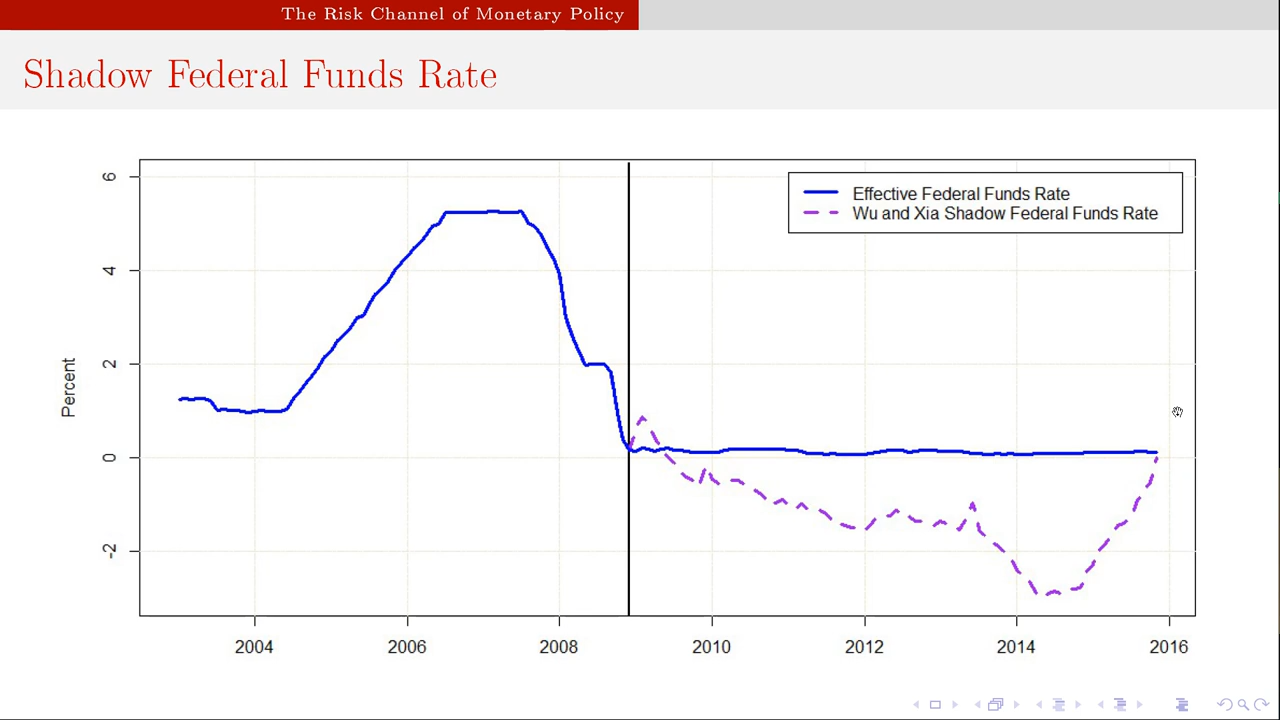 The Risk Channel of Monetary Policy
Shadow Federal Funds Rate
Effective Federal Funds Rate
Wu and Xia Shadow Federal Funds Rate
Percent
6
4
2
0
-2
2004 2006 2008 2010 2012 2014 2016